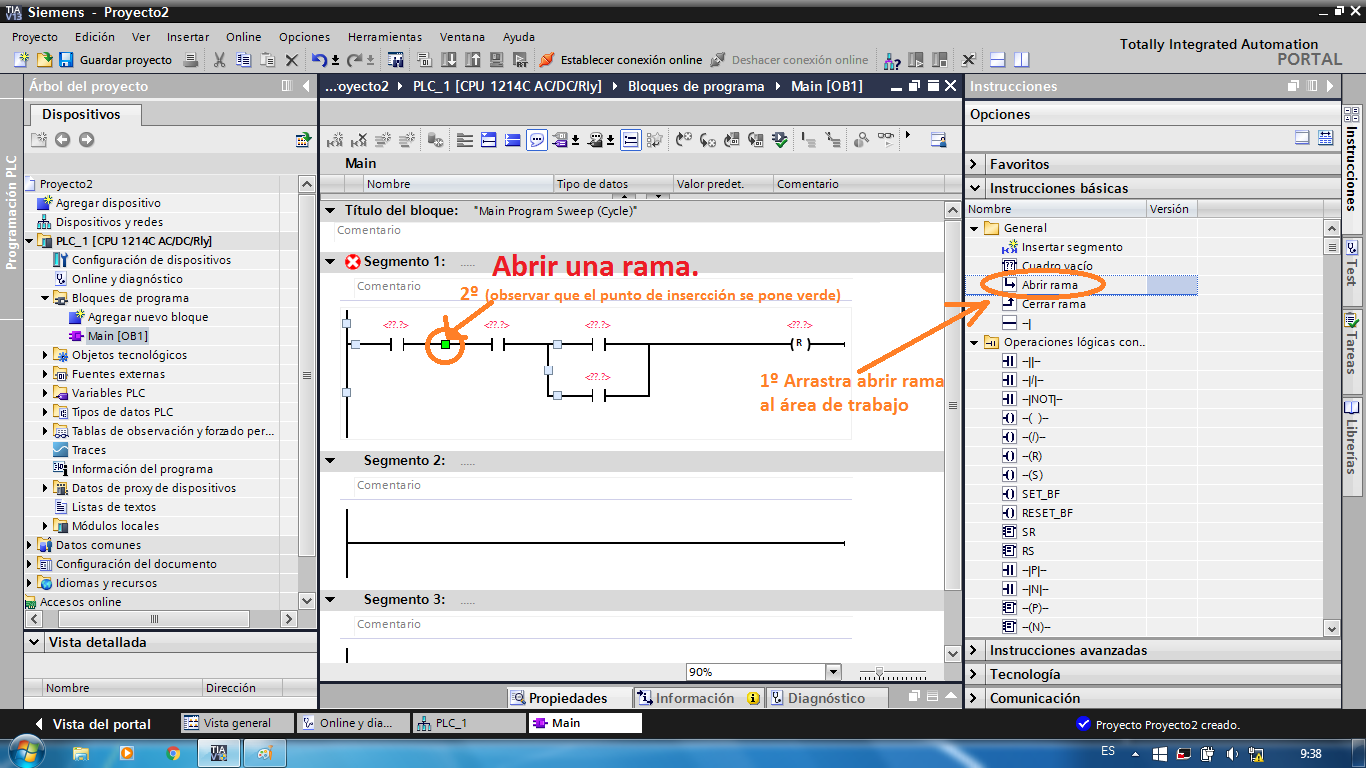 TIA V13 Siemens - Proyecto2
Proyecto Edición Ver Insertar Online Opciones Herramientas Ventana Ayuda
Totally Integrated Automation
PORTAL
Guardar proyecto Establecer conexión online Deshacer conexión online
Árbol del proyecto
Dispositivos
Programación PLC
Proyecto2
Agregar dispositivo
Dispositivos y redes
PLC_1 [CPU 1214C AC/DC/Rly]
Configuración de dispositivos
Online y diagnóstico
Bloques de programa
Agregar nuevo bloque
Main [OB1]
Objetos tecnológicos
Fuentes externas
Variables PLC
Tipos de datos PLC
Tablas de observación y forzado per...
Traces
Información del programa
Datos de proxy de dispositivos
Listas de textos
Módulos locales
Datos comunes
Configuración del documento
Idiomas y recursos
Accesos online
Vista detallada
Nombre Dirección
...oyecto2 PLC_1 [CPU 1214C AC/DC/Rly] Bloques de programa Main [OB1]
Main
Nombre Tipo de datos Valor predet. Comentario
Título del bloque: "Main Program Sweep (Cycle)"
Comentario
Segmento 1: .....
Abrir una rama.
Comentario
2º (observar que el punto de insercción se pone verde)
<??.?> <??.?> <??.?> <??.?>
( R )
<??.?>
1º Arrastra abrir rama
al área de trabajo
Segmento 2: .....
Comentario
Segmento 3: .....
Comentario
90%
Propiedades Información Diagnóstico
Instrucciones
Opciones
Favoritos
Instrucciones básicas
Nombre Versión
General
Insertar segmento
Cuadro vacío
Abrir rama
Cerrar rama
—|
Operaciones lógicas con..
–||–
–|/|–
–|NOT|–
–( )–
–(/)–
–(R)
–(S)
SET_BF
RESET_BF
SR
RS
–|P|–
–|N|–
–(P)–
–(N)–
Instrucciones avanzadas
Tecnología
Comunicación
Instrucciones
Test
Tareas
Librerías
Vista del portal Vista general Online y dia... PLC_1 Main Proyecto Proyecto2 creado.
ES 9:38